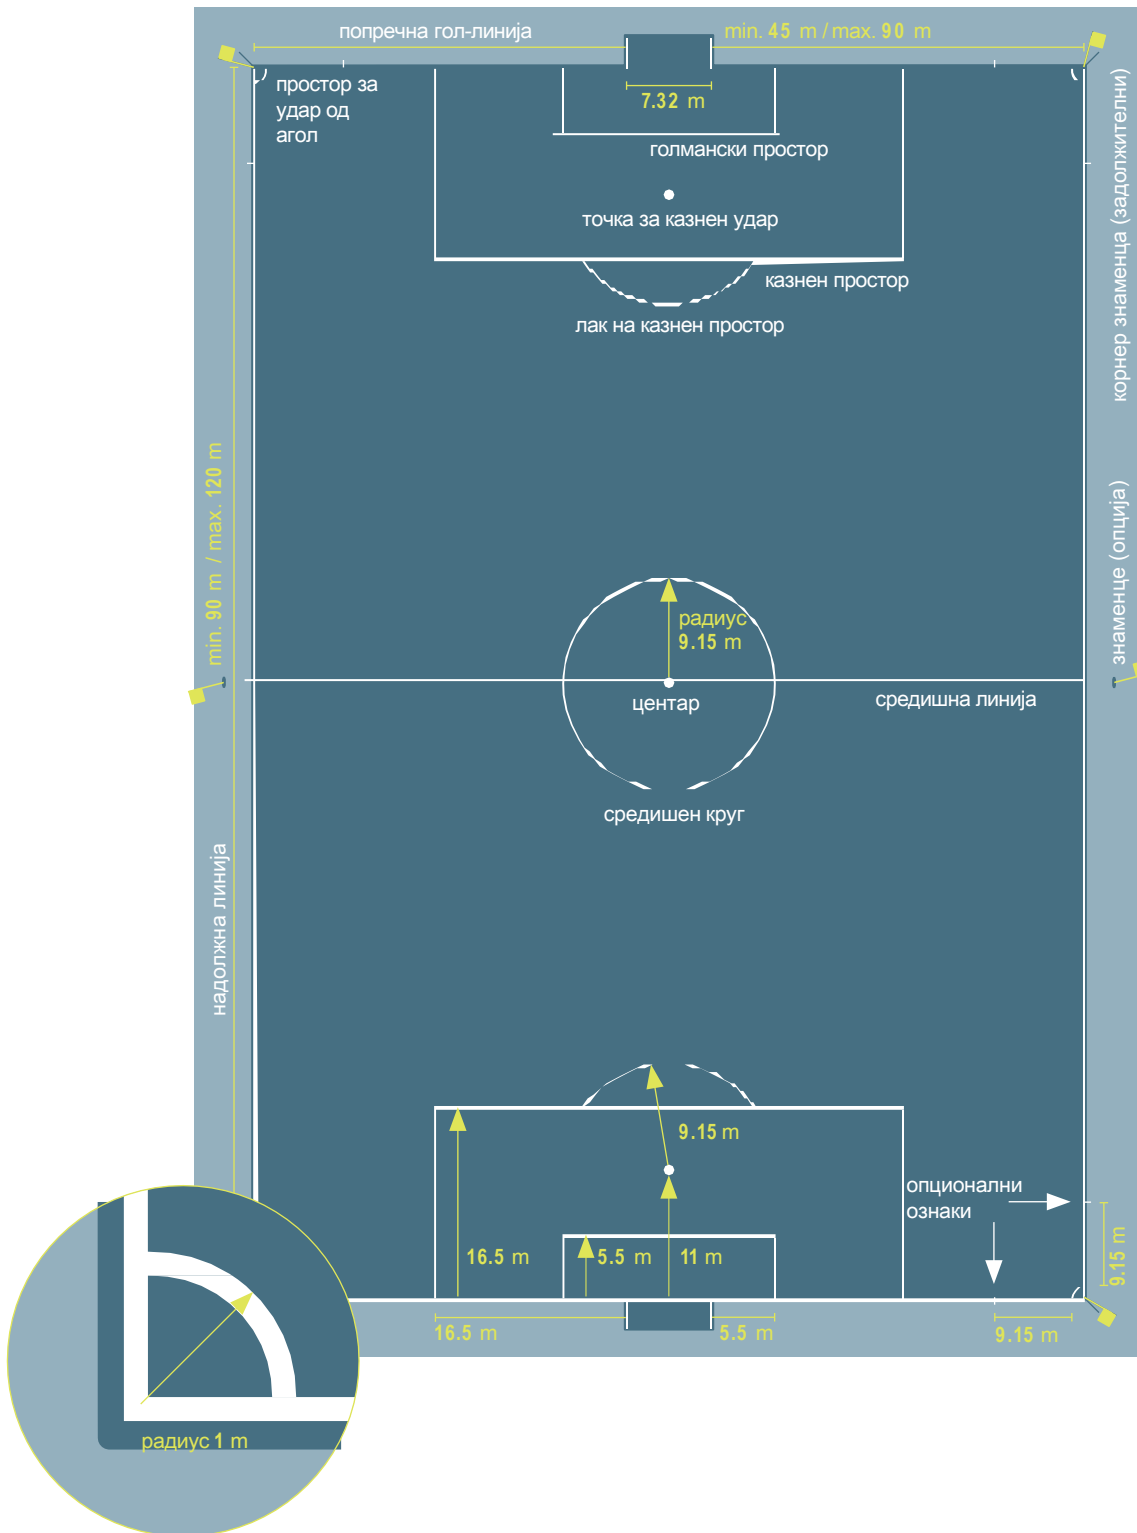 попречна гол-линија
min. 45 m / max. 90 m
простор за
удар од
агол
7.32 m
голмански простор
точка за казнен удар
казнен простор
лак на казнен простор
корнер знаменца (задолжителни)
min. 90 m / max. 120 m
знаменце (опција)
радиус
9.15 m
центар
средишна линија
средишен круг
надолжна линија
9.15 m
опционални
ознаки
16.5 m
5.5 m
11 m
9.15 m
16.5 m
5.5 m
9.15 m
радиус 1 m